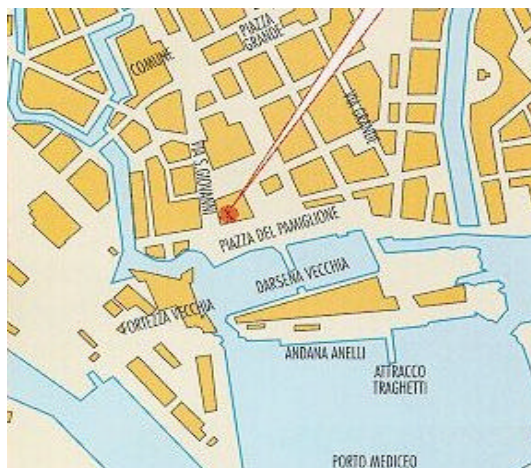 PIAZZA
GRANDE
COMUNE
VIA GRANDE
VIA S. GIOVANNI
PIAZZA DEL PAMIGLIONE
DARSENA VECCHIA
FORTEZZA VECCHIA
ANDANA ANELLI
ATTRACCO
TRAGHETTI
PORTO MEDICEO